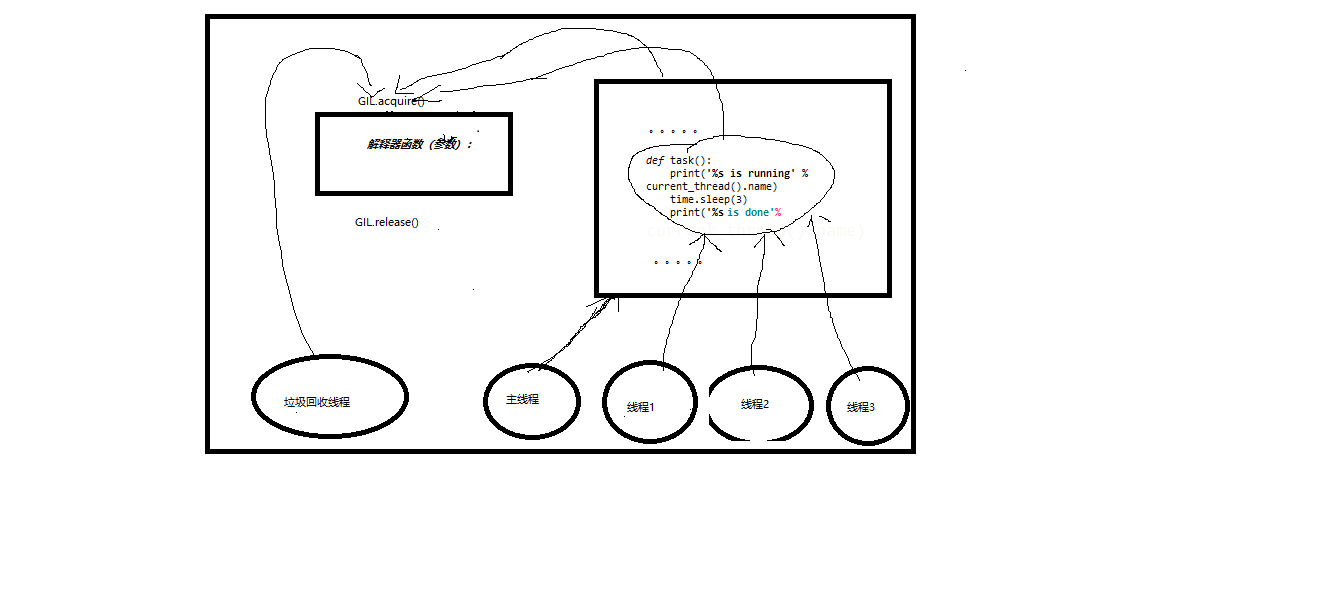 GIL.acquire()
解释器函数（参数）：
GIL.release()
。。。。。
def task():
print('%s is running' %
current_thread().name)
time.sleep(3)
print('%s is done'%
current_thread().name)
。。。。。
垃圾回收线程
主线程
线程1
线程2
线程3